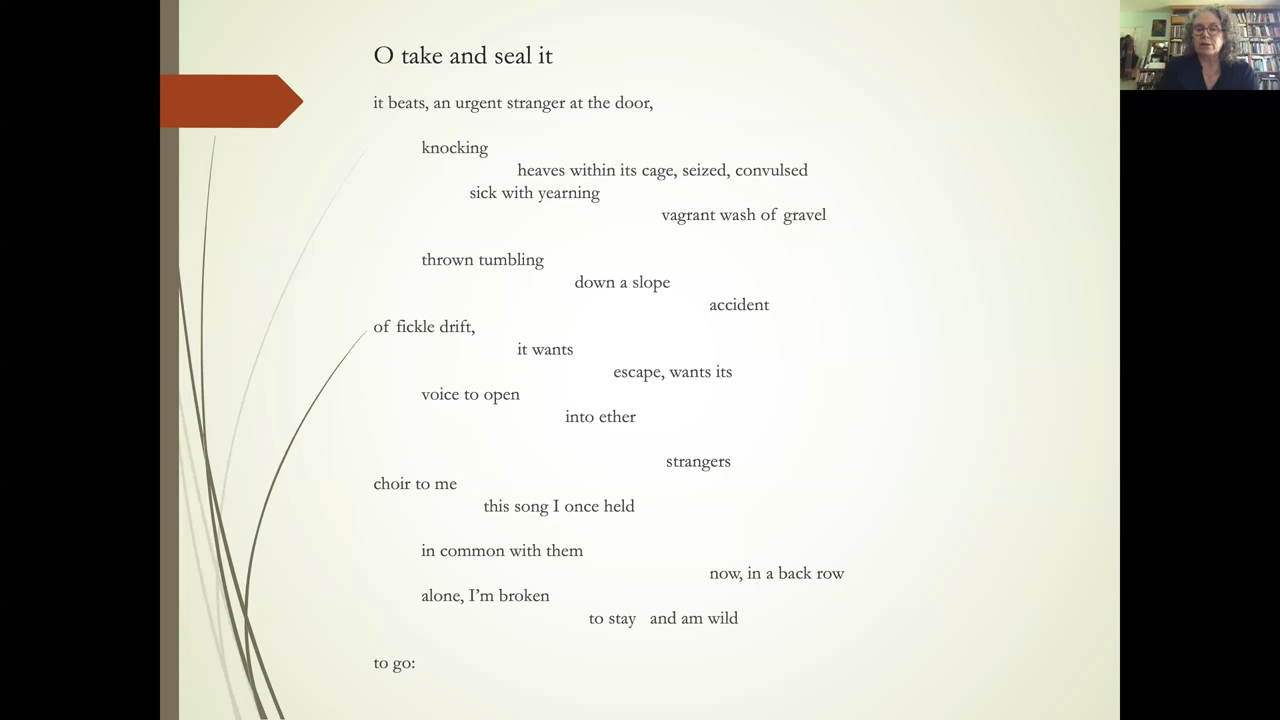 O take and seal it
it beats, an urgent stranger at the door,
knocking
heaves within its cage, seized, convulsed
sick with yearning
vagrant wash of gravel
thrown tumbling
down a slope
accident
of fickle drift,
it wants
escape, wants its
voice to open
into ether
strangers
choir to me
this song I once held
in common with them
now, in a back row
alone, I'm broken
to stay and am wild
to go: